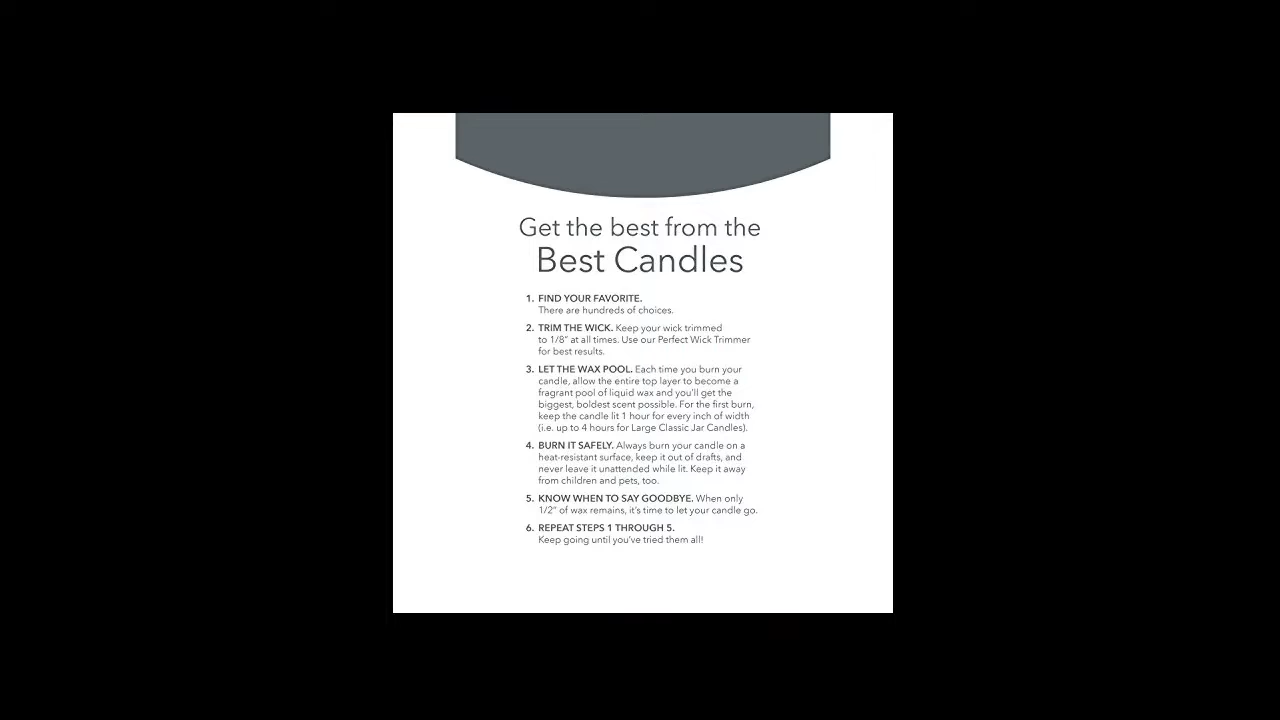 Get the best from the
Best Candles
1. FIND YOUR FAVORITE.
There are hundreds of choices.
2. TRIM THE WICK. Keep your wick trimmed
to 1/8” at all times. Use our Perfect Wick Trimmer
for best results.
3. LET THE WAX POOL. Each time you burn your
candle, allow the entire top layer to become a
fragrant pool of liquid wax and you’ll get the
biggest, boldest scent possible. For the first burn,
keep the candle lit 1 hour for every inch of width
(i.e. up to 4 hours for Large Classic Jar Candles).
4. BURN IT SAFELY. Always burn your candle on a
heat-resistant surface, keep it out of drafts, and
never leave it unattended while lit. Keep it away
from children and pets, too.
5. KNOW WHEN TO SAY GOODBYE. When only
1/2” of wax remains, it’s time to let your candle go.
6. REPEAT STEPS 1 THROUGH 5.
Keep going until you’ve tried them all!